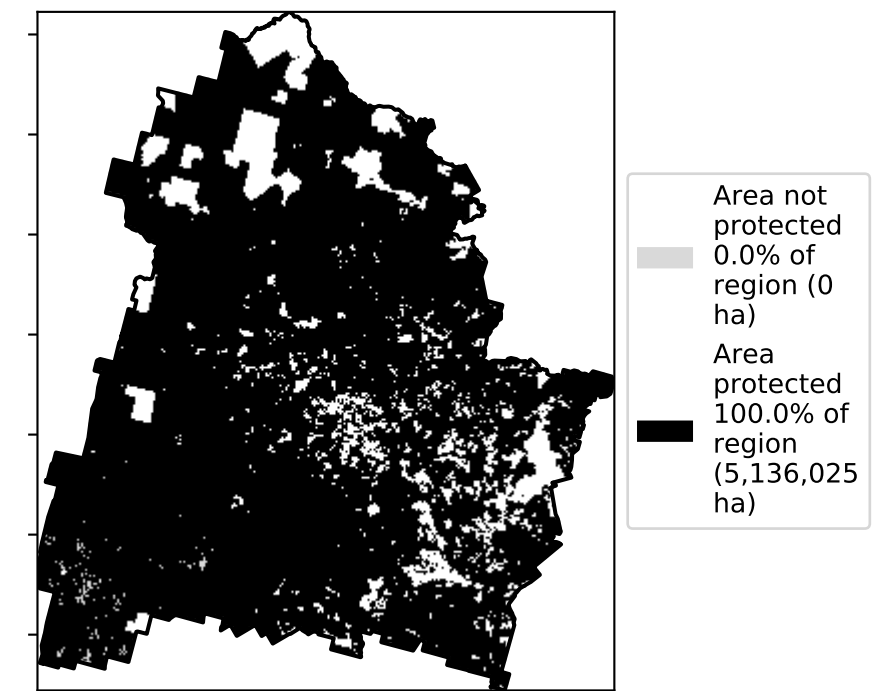 Area not
protected
0.0% of
region (0
ha)
Area
protected
100.0% of
region
(5,136,025
ha)